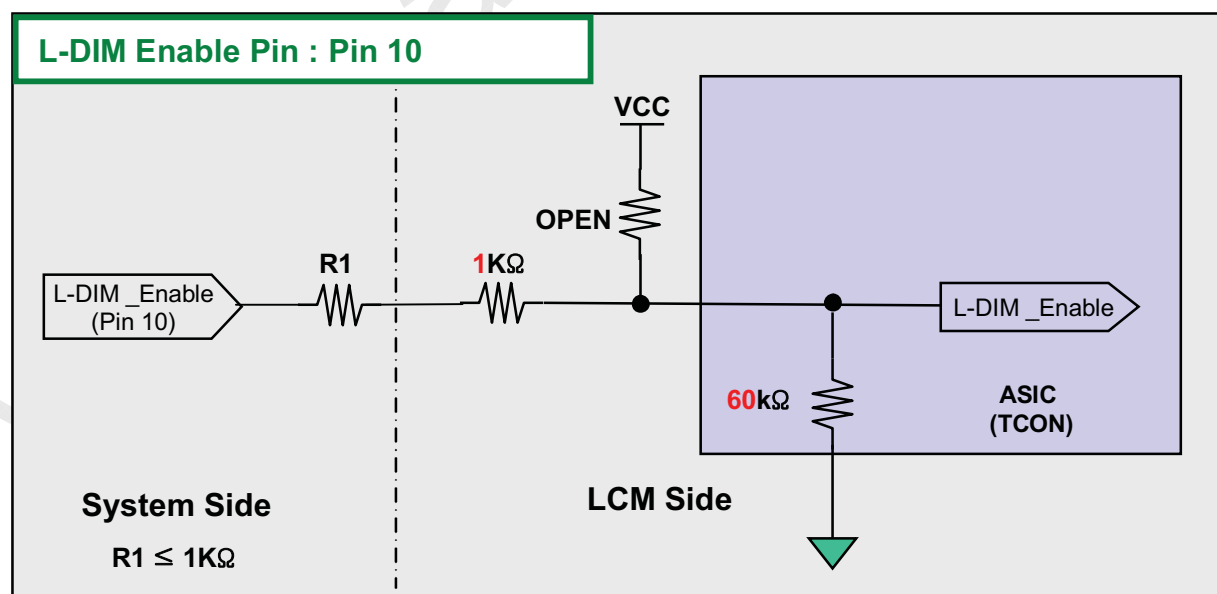 L-DIM Enable Pin : Pin 10
VCC
OPEN
R1
1KΩ
L-DIM _Enable
(Pin 10)
L-DIM _Enable
60kΩ
ASIC
(TCON)
System Side
LCM Side
R1 ≤ 1KΩ